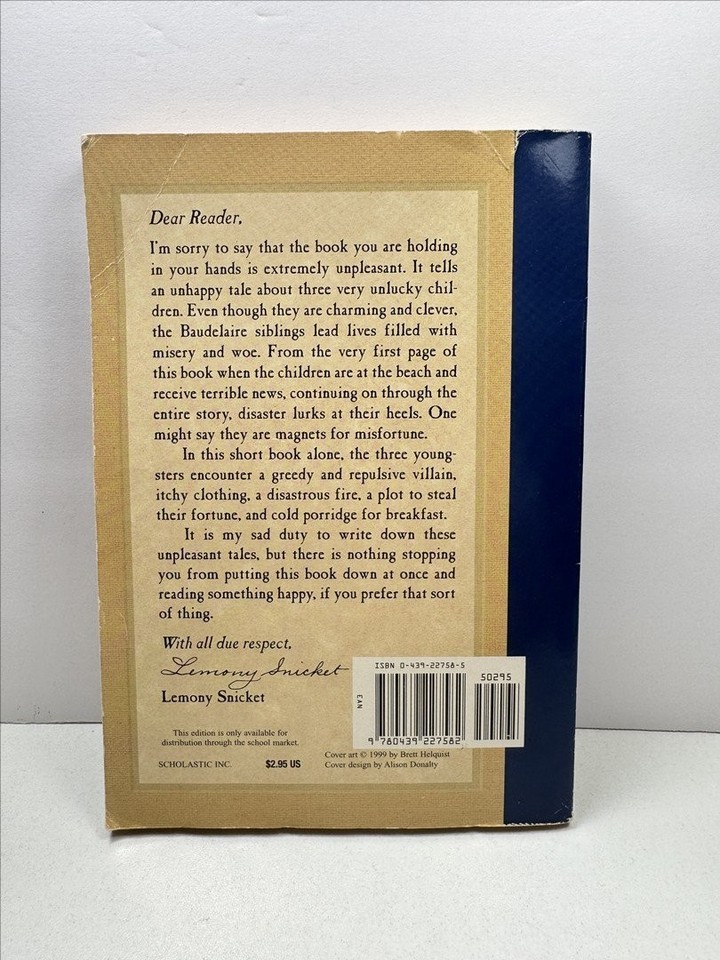 Dear Reader,
I'm sorry to say that the book you are holding
in your hands is extremely unpleasant. It tells
an unhappy tale about three very unlucky chil-
dren. Even though they are charming and clever,
the Baudelaire siblings lead lives filled with
misery and woe. From the very first page of
this book when the children are at the beach and
receive terrible news, continuing on through the
entire story, disaster lurks at their heels. One
might say they are magnets for misfortune.
In this short book alone, the three young-
sters encounter a greedy and repulsive villain,
itchy clothing, a disastrous fire, a plot to steal
their fortune, and cold porridge for breakfast.
It is my sad duty to write down these
unpleasant tales, but there is nothing stopping
you from putting this book down at once and
reading something happy, if you prefer that sort
of thing.
With all due respect,
Lemony Snicket
Lemony Snicket
ISBN 0-439-22758-5
50295
EAN
9 780439 227582
This edition is only available for
distribution through the school market.
SCHOLASTIC INC.
$2.95 US
Cover art © 1999 by Brett Helquist
Cover design by Alison Donalty